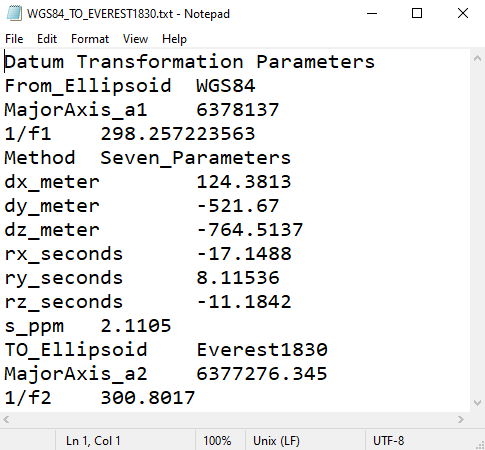 WGS84_TO_EVEREST1830.txt - Notepad
File Edit Format View Help
Datum Transformation Parameters
From_Ellipsoid WGS84
MajorAxis_a1 6378137
1/f1 298.257223563
Method Seven_Parameters
dx_meter 124.3813
dy_meter -521.67
dz_meter -764.5137
rx_seconds -17.1488
ry_seconds 8.11536
rz_seconds -11.1842
s_ppm 2.1105
TO_Ellipsoid Everest1830
MajorAxis_a2 6377276.345
1/f2 300.8017
Ln 1, Col 1 100% Unix (LF) UTF-8